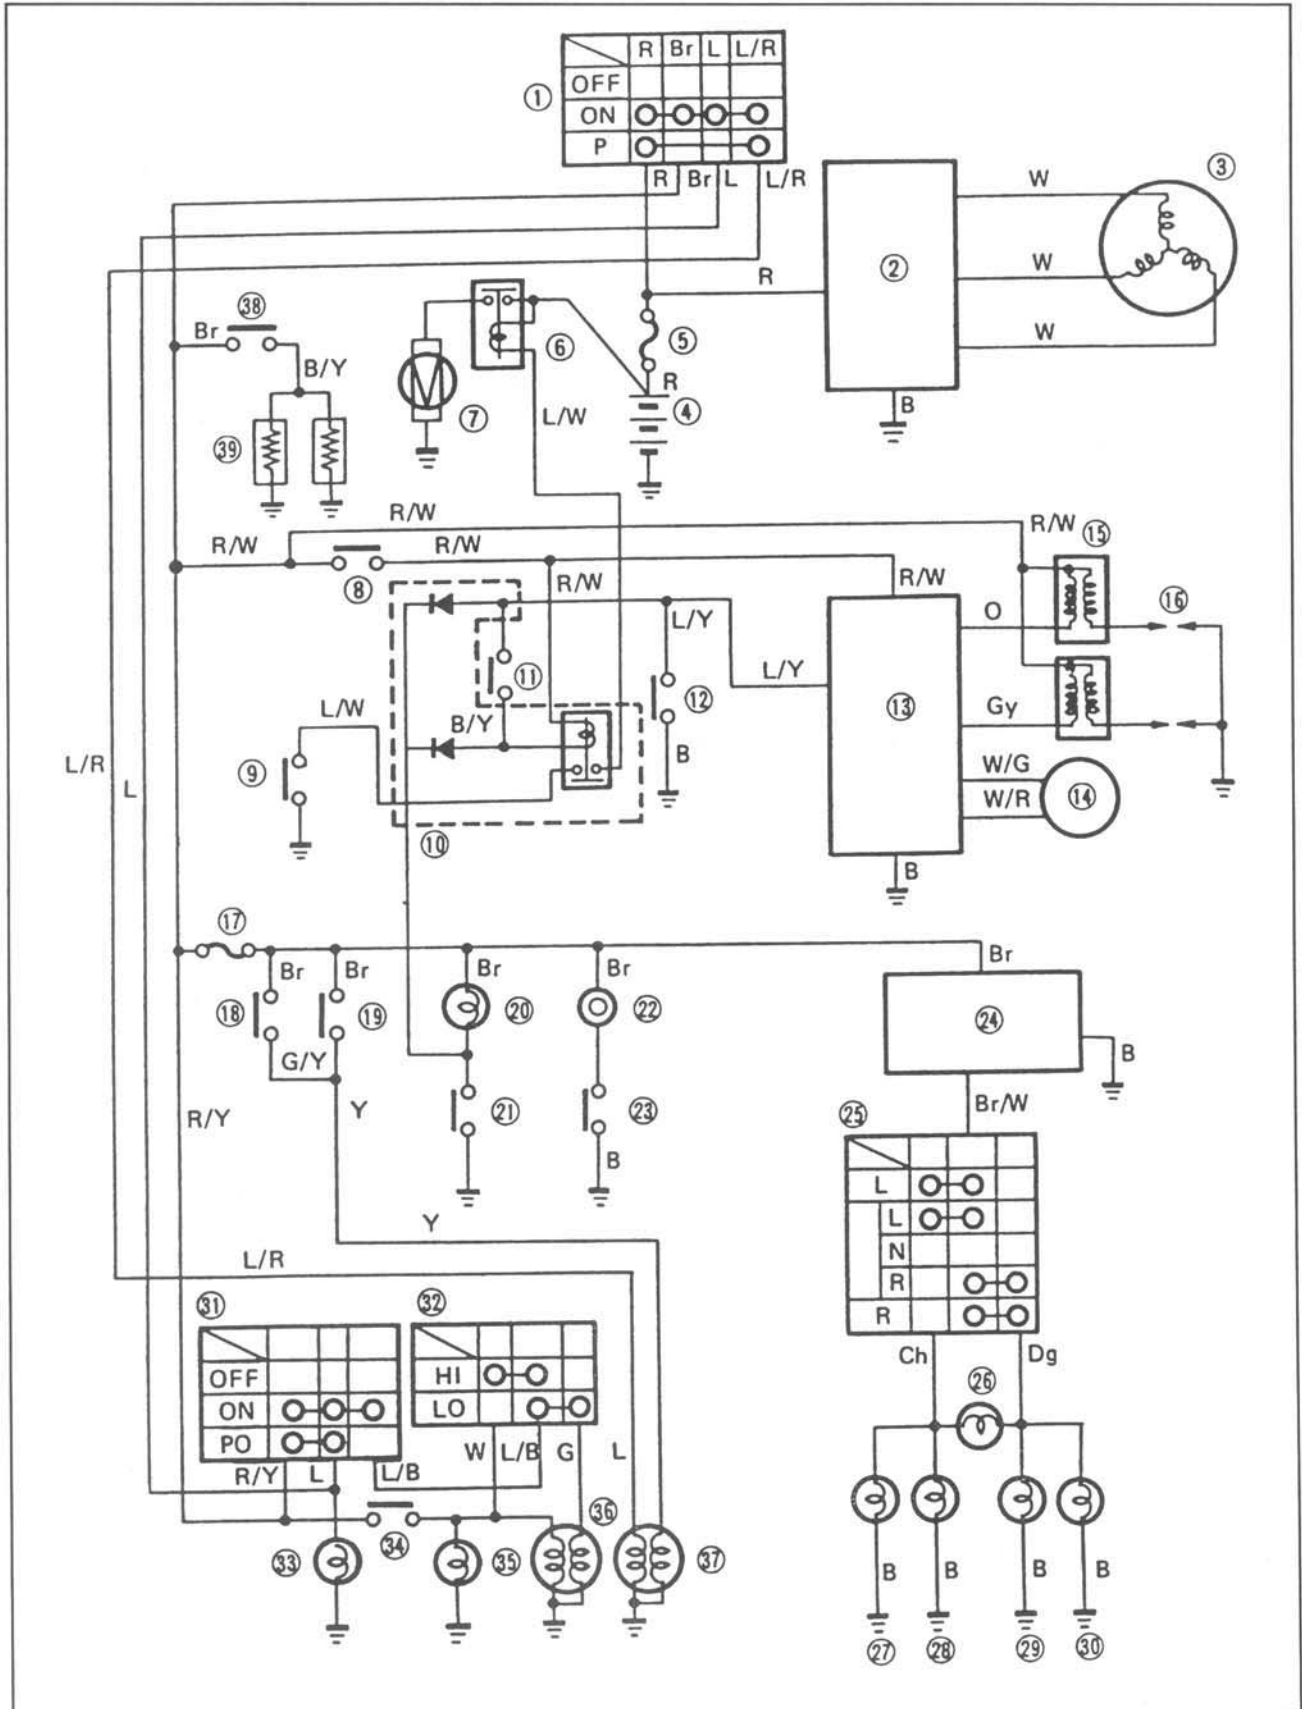 R Br L L/R
OFF
① ON
P
R Br L L/R
W ③
②
W
R
W
B
㊳
Br
B/Y
㊴
⑥
⑤
R
④
⑦
L/W
R/W
R/W R/W
R/W ⑮
⑧
R/W
R/W
L/Y
O
⑯
⑪
L/Y
⑫
⑬
Gy
L/W
B/Y
B
L/R
L
⑨
W/G
W/R
⑭
⑩
B
⑰
Br Br Br Br Br
⑱ ⑲ ⑳ ㉒
㉔
G/Y
B
R/Y
Y
㉑ ㉓
Br/W
㉕
B
L
L
N
R
R
Y
L/R
㉛ ㉜
Ch Dg
OFF HI
ON LO
PO
㉖
R/Y L L/B
W L/B G L
㉝ ㉞ ㉟ ㊱ ㊲
B B B B
㉗ ㉘ ㉙ ㉚